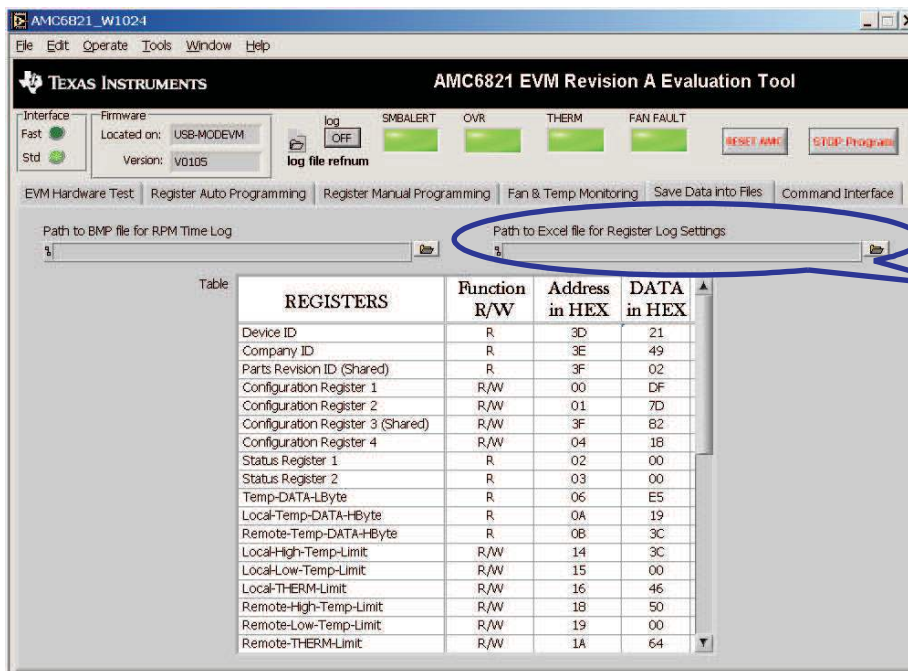 AMC6821_W1024
File Edit Operate Tools Window Help
TEXAS INSTRUMENTS
AMC6821 EVM Revision A Evaluation Tool
Interface
Fast
Std
Firmware
Located on: USB-MODEVM
Version: V0105
log
OFF
log file refnum
SMBALERT OVR THERM FAN FAULT
RESET AMC STOP Program
EVM Hardware Test Register Auto Programming Register Manual Programming Fan & Temp Monitoring Save Data into Files Command Interface
Path to BMP file for RPM Time Log
Path to Excel file for Register Log Settings
Table
REGISTERS Function R/W Address in HEX DATA in HEX
Device ID R 3D 21
Company ID R 3E 49
Parts Revision ID (Shared) R 3F 02
Configuration Register 1 R/W 00 DF
Configuration Register 2 R/W 01 7D
Configuration Register 3 (Shared) R/W 3F 82
Configuration Register 4 R/W 04 18
Status Register 1 R 02 00
Status Register 2 R 03 00
Temp-DATA-LByte R 06 E5
Local-Temp-DATA-HByte R 0A 19
Remote-Temp-DATA-HByte R 0B 3C
Local-High-Temp-Limit R/W 14 3C
Local-Low-Temp-Limit R/W 15 00
Local-THERM-Limit R/W 16 46
Remote-High-Temp-Limit R/W 18 50
Remote-Low-Temp-Limit R/W 19 00
Remote-THERM-Limit R/W 1A 64